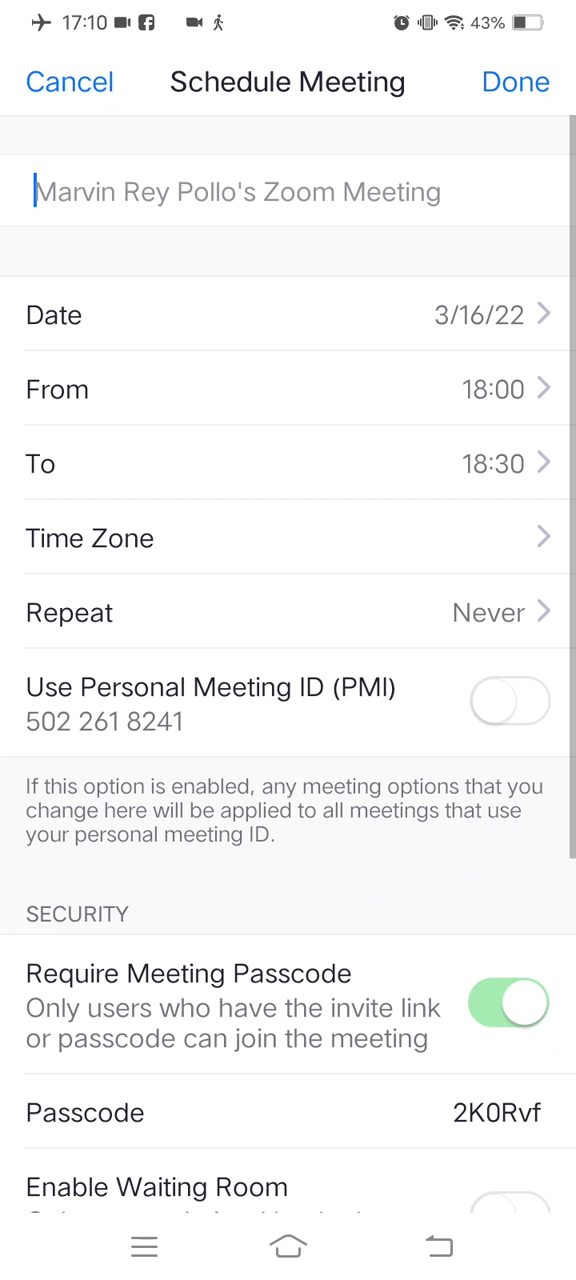 17:10 43%
Cancel Schedule Meeting Done
Marvin Rey Pollo's Zoom Meeting
Date 3/16/22
From 18:00
To 18:30
Time Zone
Repeat Never
Use Personal Meeting ID (PMI)
502 261 8241
If this option is enabled, any meeting options that you
change here will be applied to all meetings that use
your personal meeting ID.
SECURITY
Require Meeting Passcode
Only users who have the invite link
or passcode can join the meeting
Passcode 2K0Rvf
Enable Waiting Room